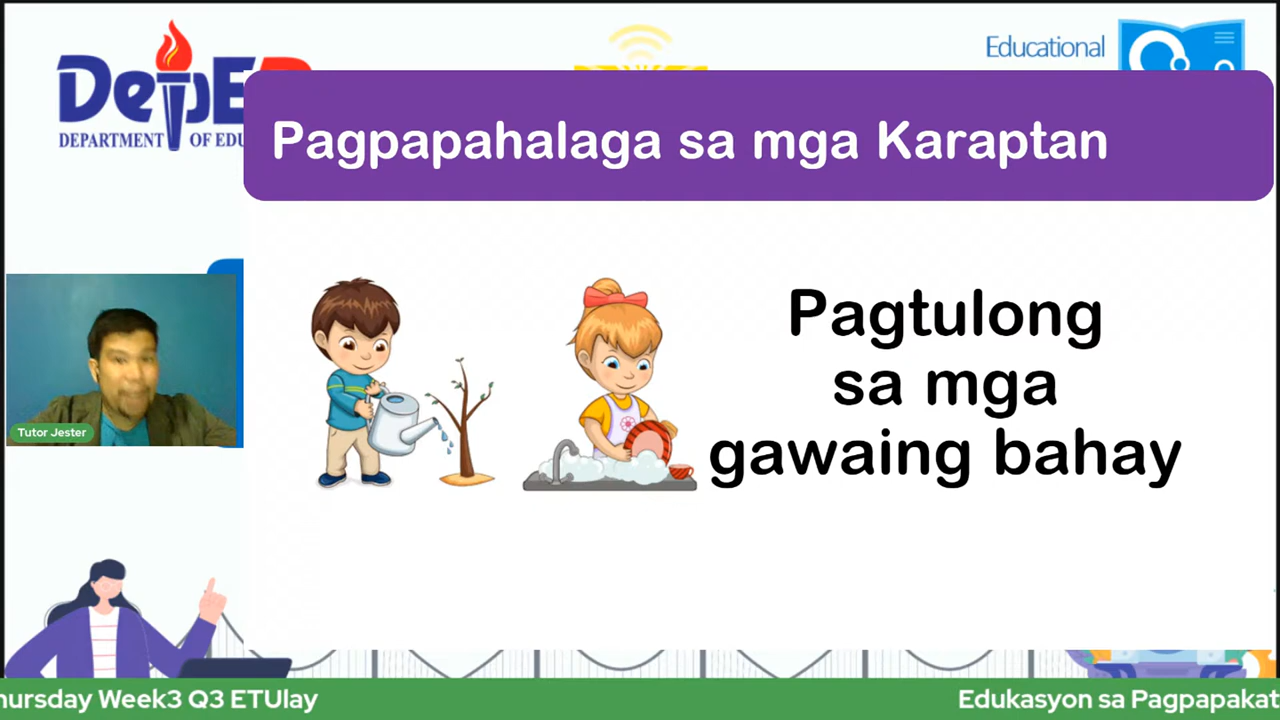 DepE
DEPARTMENT OF EDU
Educational
Pagpapahalaga sa mga Karaptan
Pagtulong
sa mga
gawaing bahay
Tutor Jester
hursday Week3 Q3 ETUlay
Edukasyon sa Pagpapakat